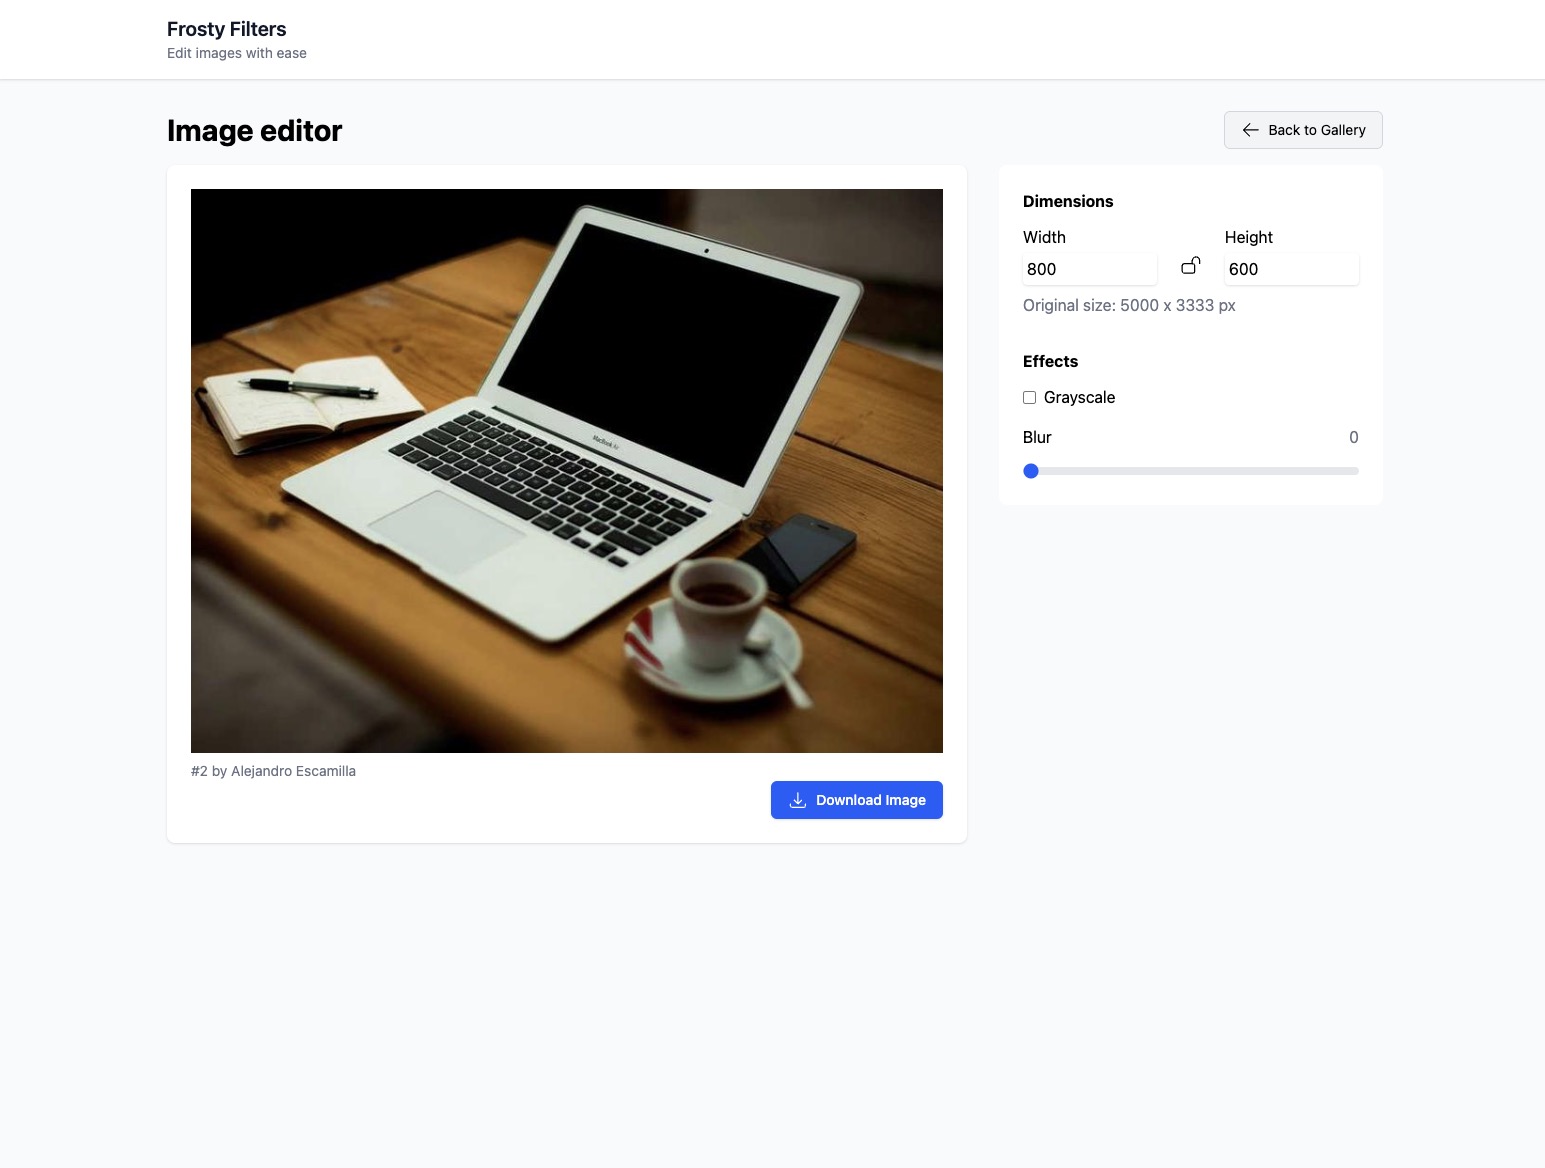 Frosty Filters
Edit images with ease
Image editor
Back to Gallery
MacBook Air
#2 by Alejandro Escamilla
Download Image
Dimensions
Width
Height
800
600
Original size: 5000 x 3333 px
Effects
Grayscale
Blur
0